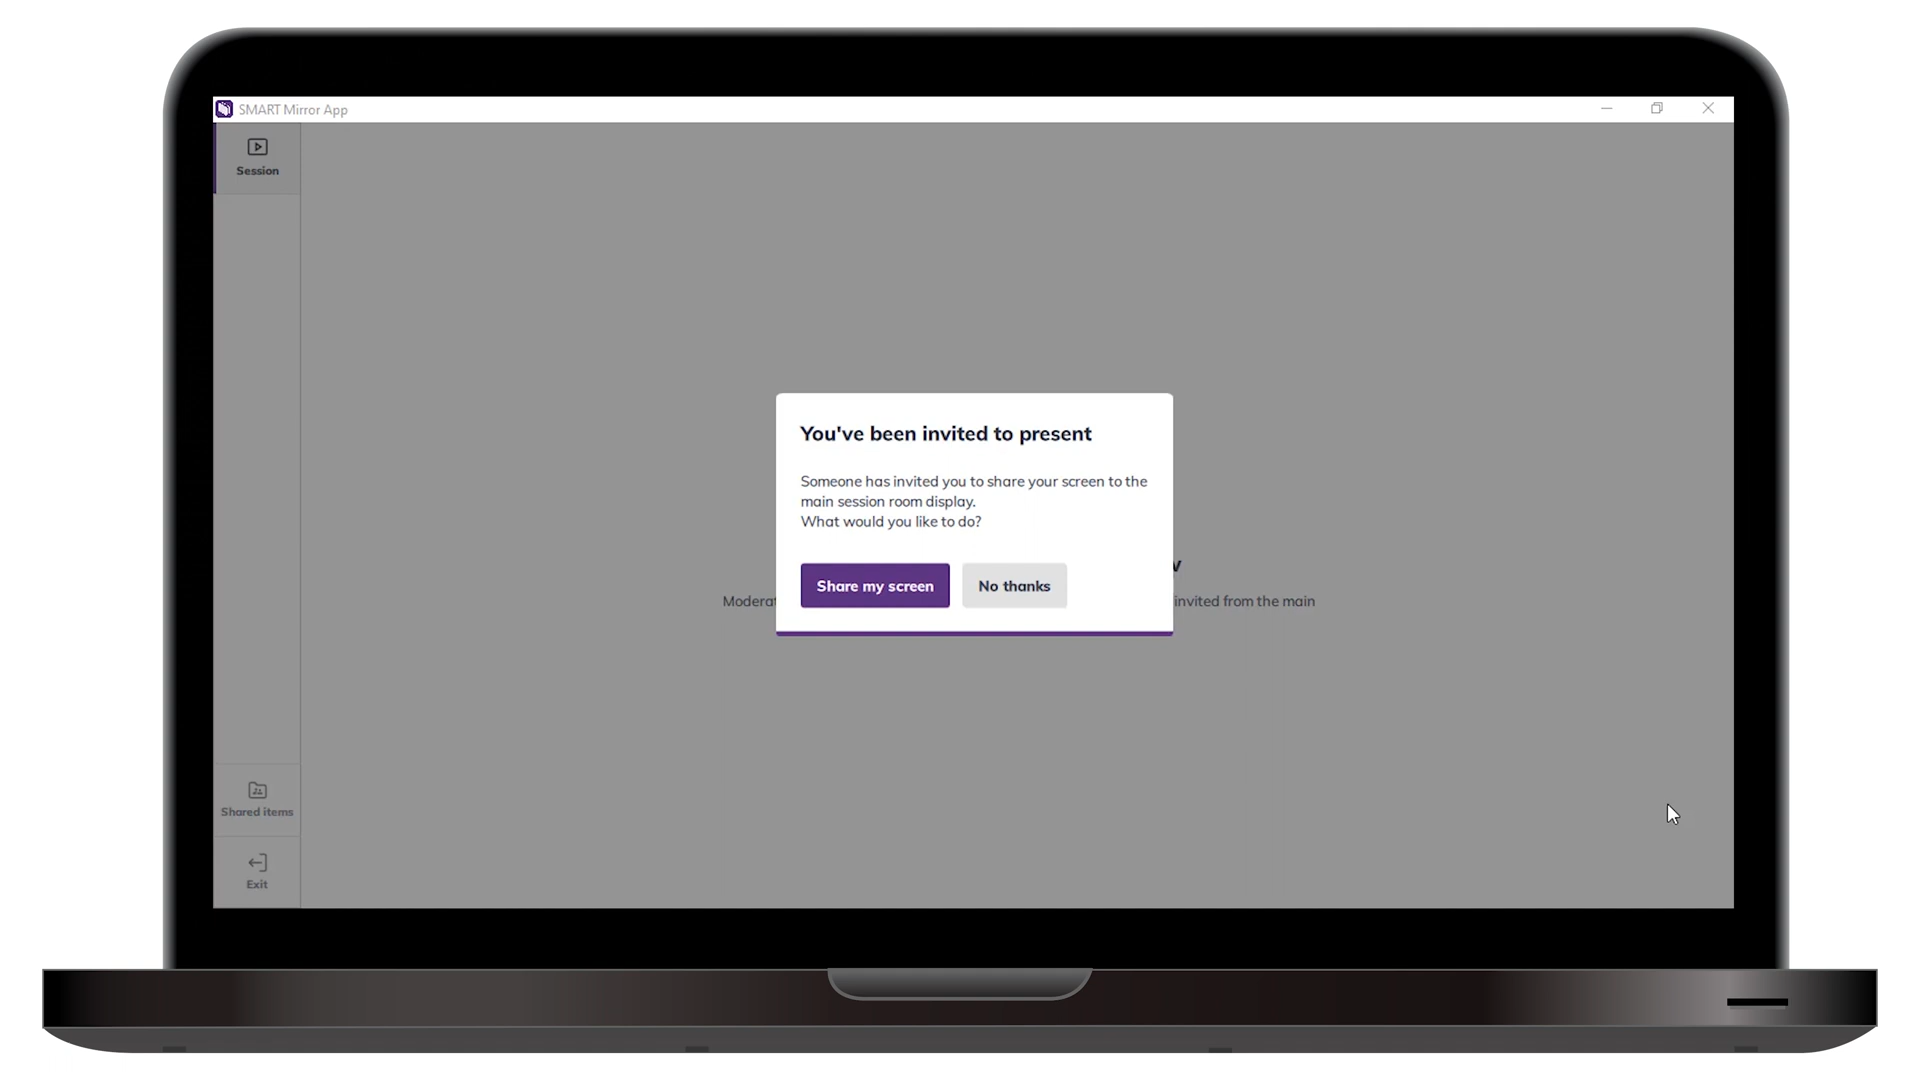 SMART Mirror App
Session
You've been invited to present
Someone has invited you to share your screen to the
main session room display.
What would you like to do?
Share my screen
No thanks
invited from the main
Shared items
Exit